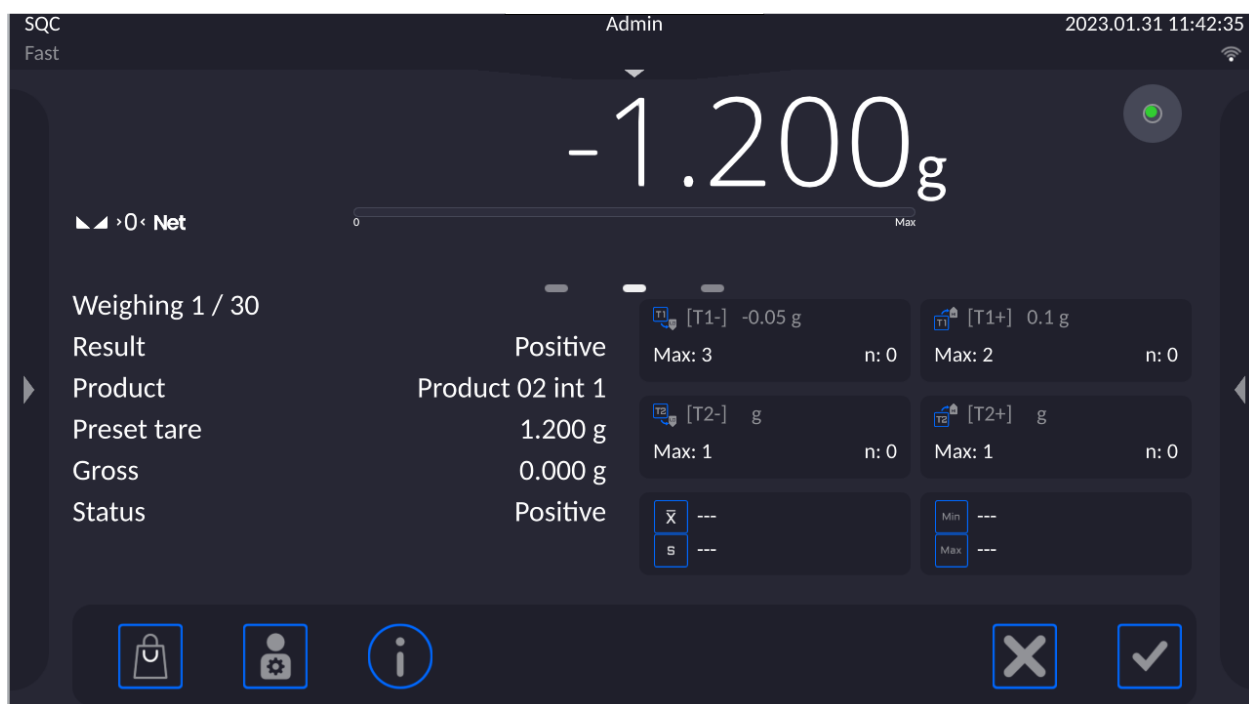 SQC Admin 2023.01.31 11:42:35
Fast
-1.200g
›0‹ Net
0 Max
Weighing 1 / 30
Result Positive
Product Product 02 int 1
Preset tare 1.200 g
Gross 0.000 g
Status Positive
T1 [T1-] -0.05 g
Max: 3 n: 0
T1 [T1+] 0.1 g
Max: 2 n: 0
T2 [T2-] g
Max: 1 n: 0
T2 [T2+] g
Max: 1 n: 0
x̅ ---
s ---
Min ---
Max ---
i